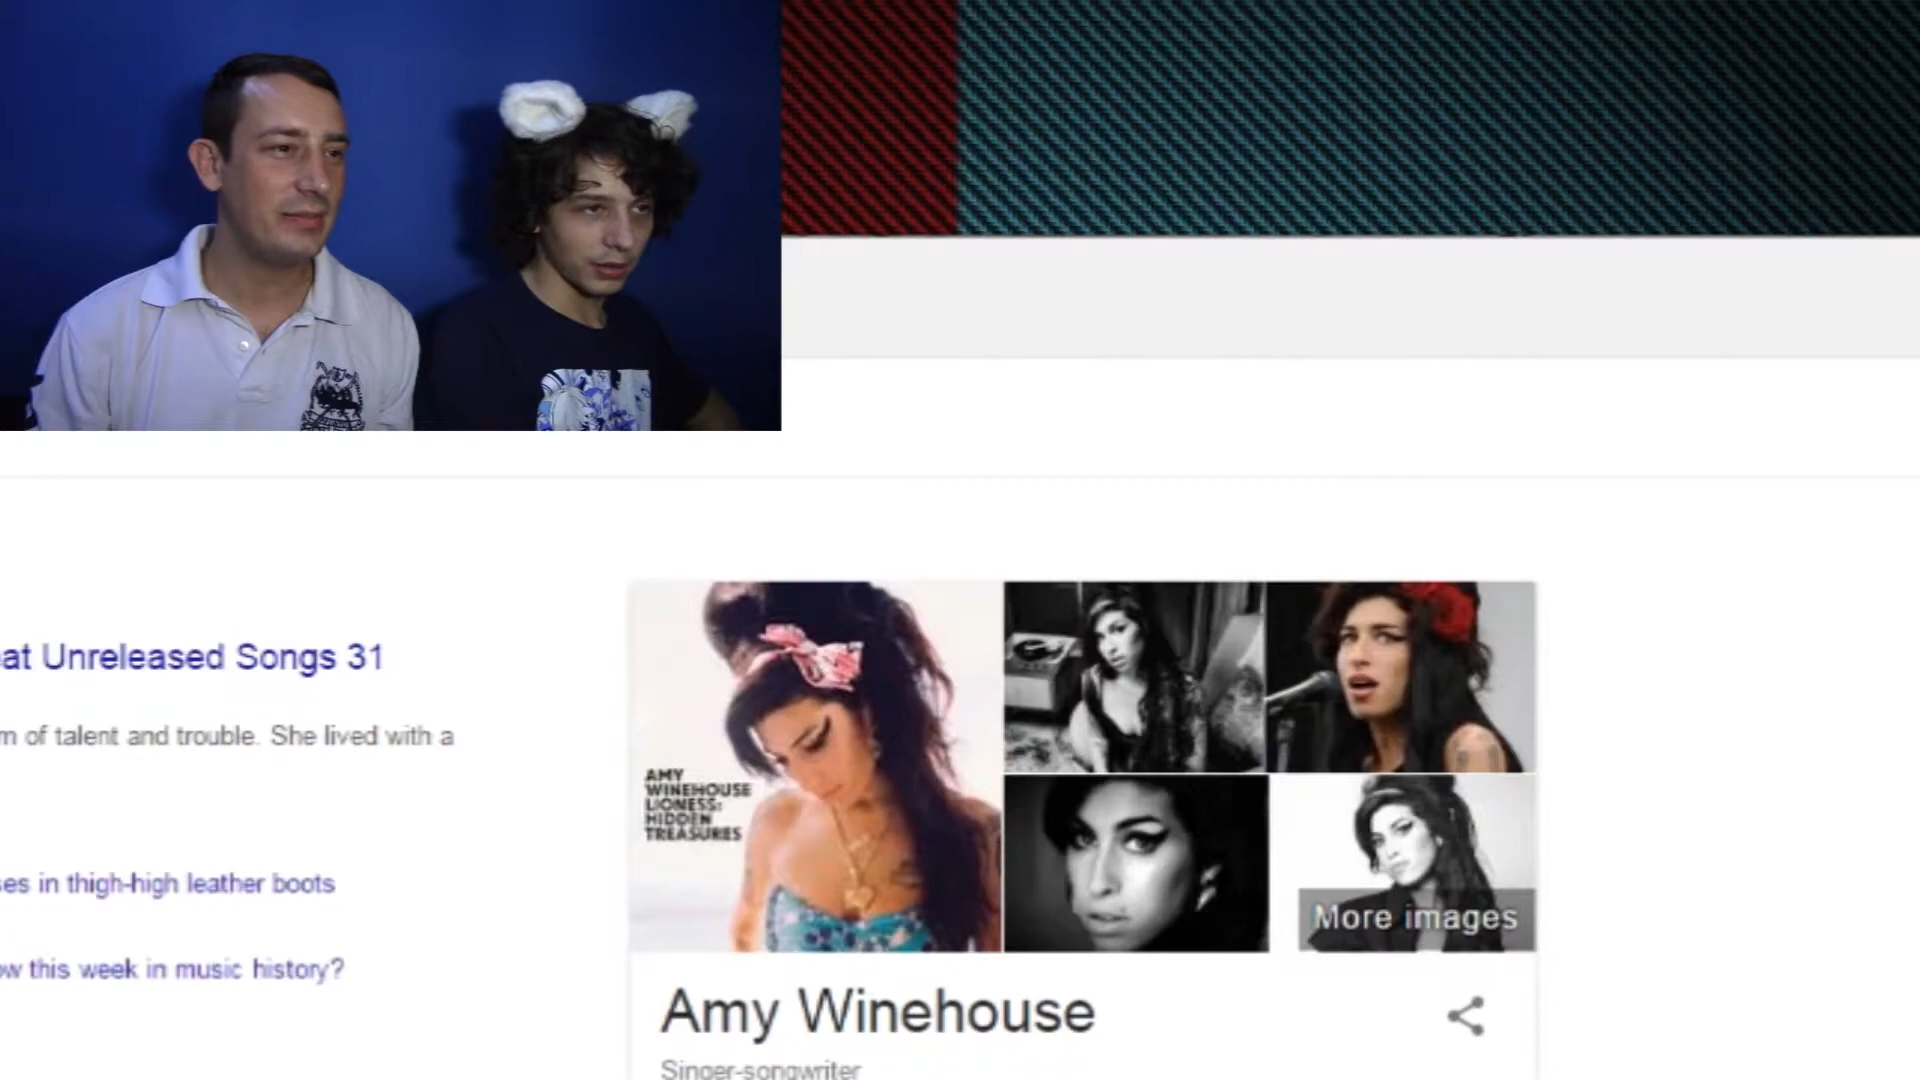 at Unreleased Songs 31
m of talent and trouble. She lived with a
es in thigh-high leather boots
ow this week in music history?
AMY
WINEHOUSE
LIONESS:
HIDDEN
TREASURES
More images
Amy Winehouse
Singer-songwriter